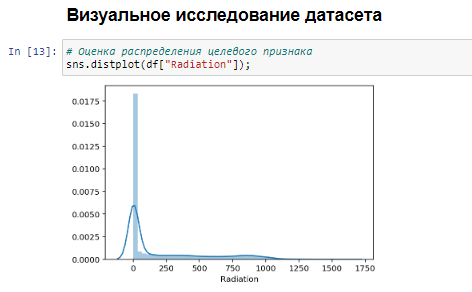 Визуальное исследование датасета
In [13]: # Оценка распределения целевого признака
sns.distplot(df["Radiation"]);
0.0175
0.0150
0.0125
0.0100
0.0075
0.0050
0.0025
0.0000
0 250 500 750 1000 1250 1500 1750
Radiation